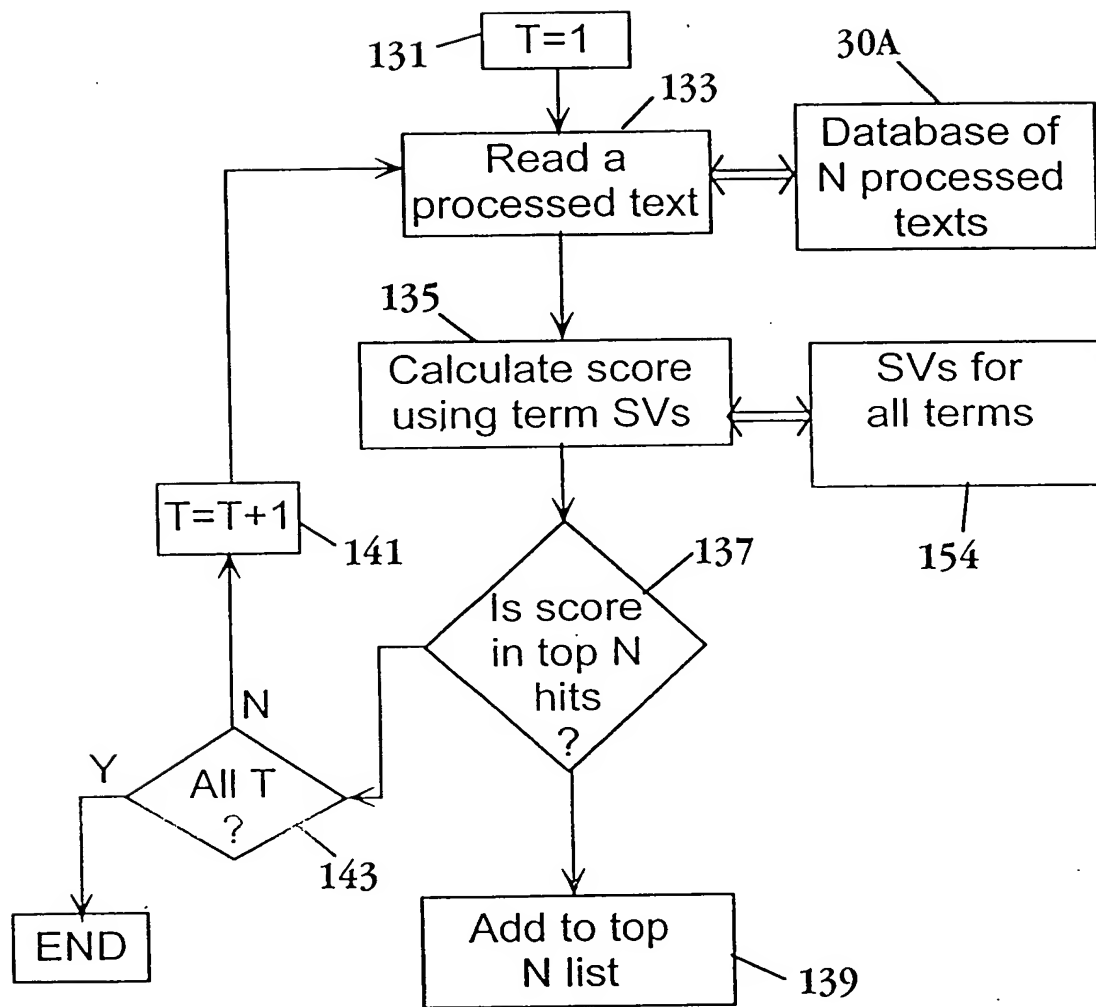 131
T=1
133
30A
Read a
processed text
Database of
N processed
texts
135
Calculate score
using term SVs
SVs for
all terms
T=T+1
141
137
154
Is score
in top N
hits
?
N
Y
All T
?
143
END
Add to top
N list
139